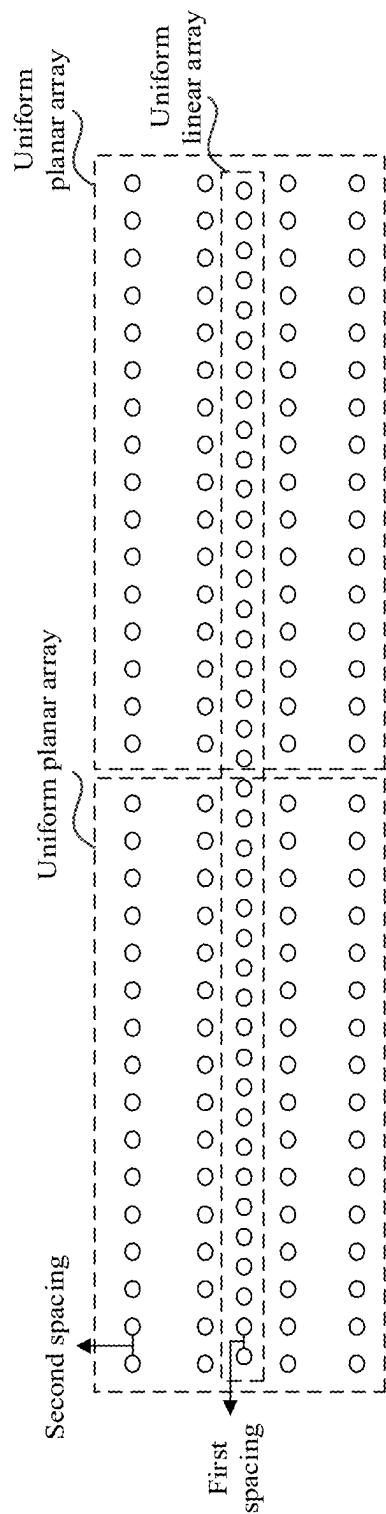 Second spacing
Uniform planar array
Uniform
planar array
Uniform
linear array
First
spacing